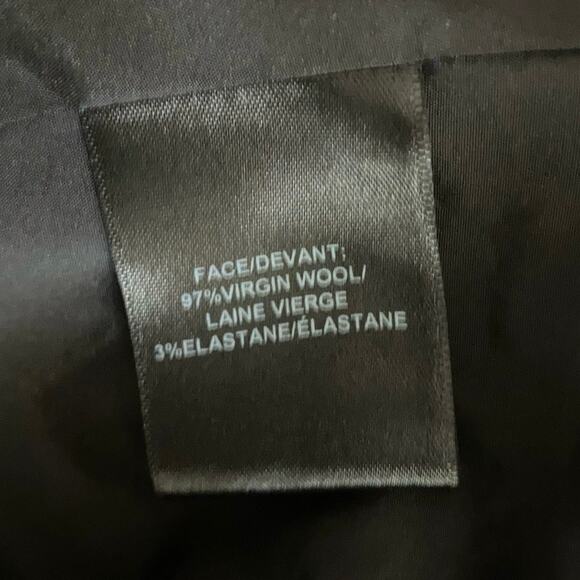 FACE/DEVANT:
97%VIRGIN WOOL/
LAINE VIERGE
3%ELASTANE/ÉLASTANE